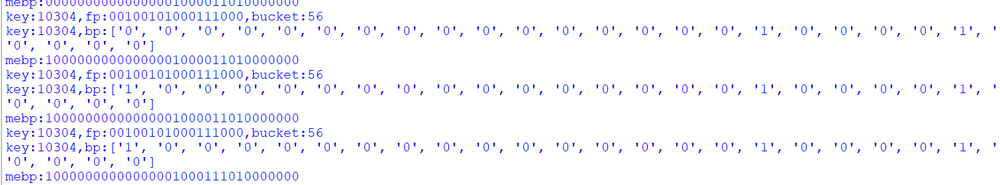 mebp:00000000000000001000011010000000
key:10304,fp:00100101000111000,bucket:56
key:10304,bp:['0', '0', '0', '0', '0', '0', '0', '0', '0', '0', '0', '0', '0', '0', '0', '0', '1', '0', '0', '0', '0', '1', '
'0', '0', '0', '0']
mebp:10000000000000001000011010000000
key:10304,fp:00100101000111000,bucket:56
key:10304,bp:['1', '0', '0', '0', '0', '0', '0', '0', '0', '0', '0', '0', '0', '0', '0', '0', '1', '0', '0', '0', '0', '1', '
'0', '0', '0', '0']
mebp:10000000000000001000011010000000
key:10304,fp:00100101000111000,bucket:56
key:10304,bp:['1', '0', '0', '0', '0', '0', '0', '0', '0', '0', '0', '0', '0', '0', '0', '0', '1', '0', '0', '0', '0', '1', '
'0', '0', '0', '0']
mebp:10000000000000001000111010000000